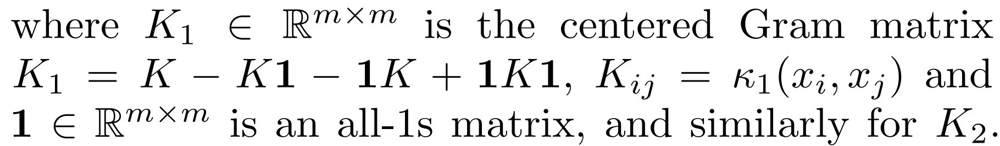 where $K_1 \in \mathbb{R}^{m \times m}$ is the centered Gram matrix
$K_1 = K - K\mathbf{1} - \mathbf{1}K + \mathbf{1}K\mathbf{1}$, $K_{ij} = \kappa_1(x_i, x_j)$ and
$\mathbf{1} \in \mathbb{R}^{m \times m}$ is an all-1s matrix, and similarly for $K_2$.